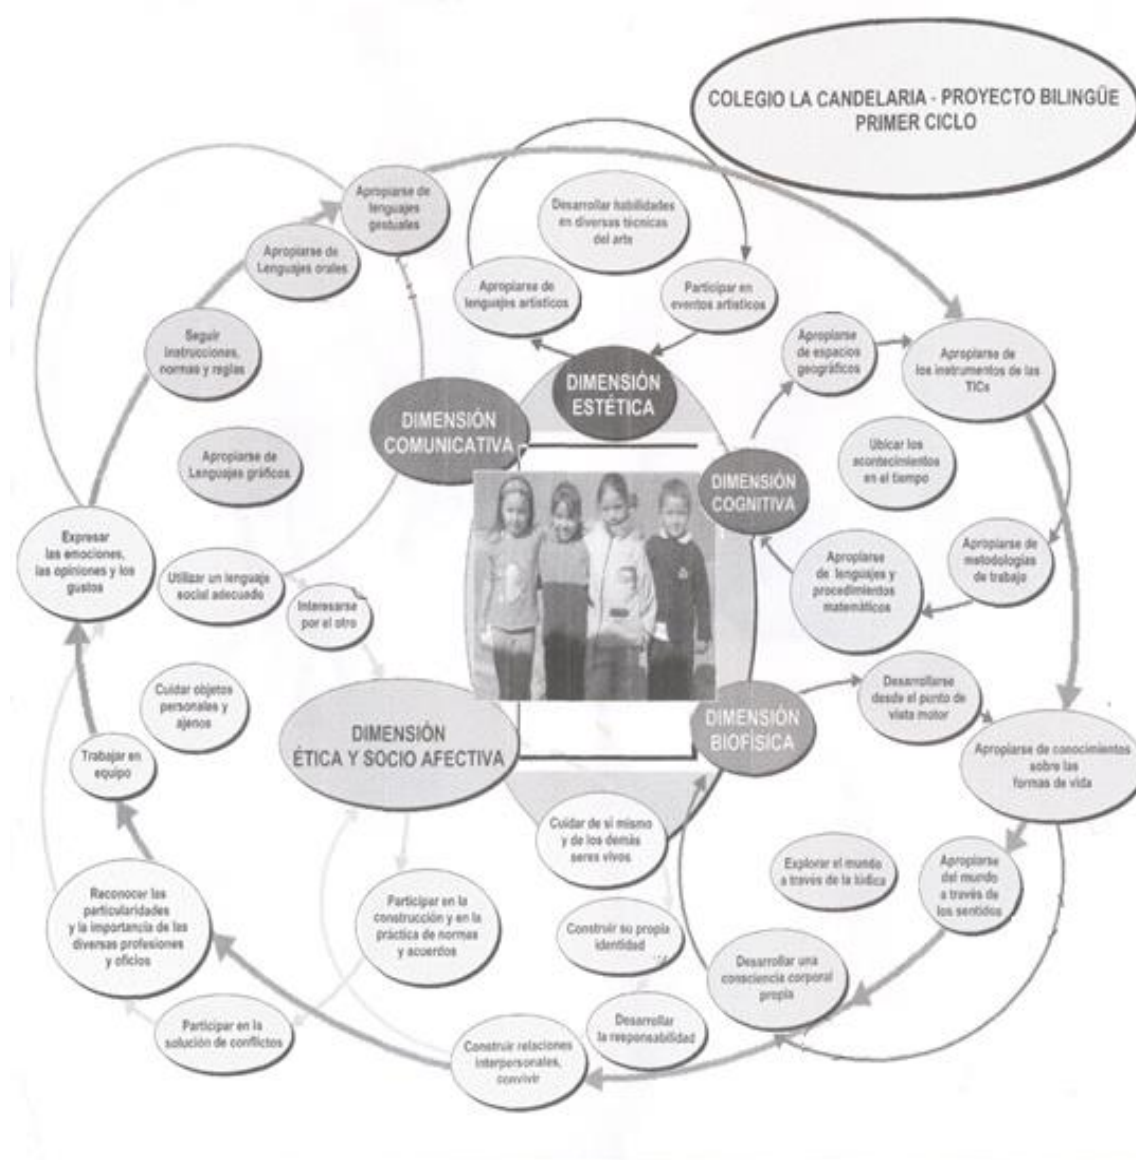 COLEGIO LA CANDELARIA - PROYECTO BILINGÜE
PRIMER CICLO
Apropiarse de
lenguajes
gestuales
Apropiarse de
Lenguajes orales
Seguir
instrucciones,
normas y reglas
Apropiarse de
Lenguajes gráficos
Expresar
las emociones,
las opiniones y los
gustos
Utilizar un lenguaje
social adecuado
Interesarse
por el otro
DIMENSIÓN
COMUNICATIVA
Desarrollar habilidades
en diversas técnicas
del arte
Apropiarse de
lenguajes artísticos
Participar en
eventos artísticos
DIMENSIÓN
ESTÉTICA
Apropiarse
de espacios
geográficos
Apropiarse de
los instrumentos de las
TICs
Ubicar los
acontecimientos
en el tiempo
DIMENSIÓN
COGNITIVA
Apropiarse
de lenguajes y
procedimientos
matemáticos
Apropiarse de
metodologías
de trabajo
Cuidar objetos
personales y
ajenos
Trabajar en
equipo
DIMENSIÓN
ÉTICA Y SOCIO AFECTIVA
DIMENSIÓN
BIOFÍSICA
Desarrollarse
desde el punto de
vista motor
Apropiarse de conocimientos
sobre las
formas de vida
Cuidar de sí mismo
y de los demás
seres vivos
Explorar el mundo
a través de la lúdica
Apropiarse
del mundo
a través de
los sentidos
Reconocer las
particularidades
y la importancia de las
diversas profesiones
y oficios
Participar en la
construcción y en la
práctica de normas
y acuerdos
Construir su propia
identidad
Desarrollar una
consciencia corporal
propia
Participar en la
solución de conflictos
Construir relaciones
interpersonales,
convivir
Desarrollar
la responsabilidad